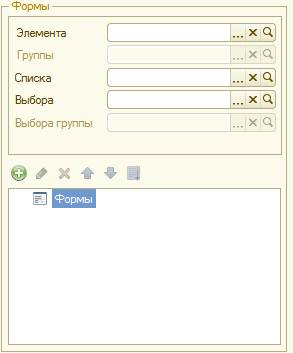 Формы
Элемента
Группы
Списка
Выбора
Выбора группы
Формы